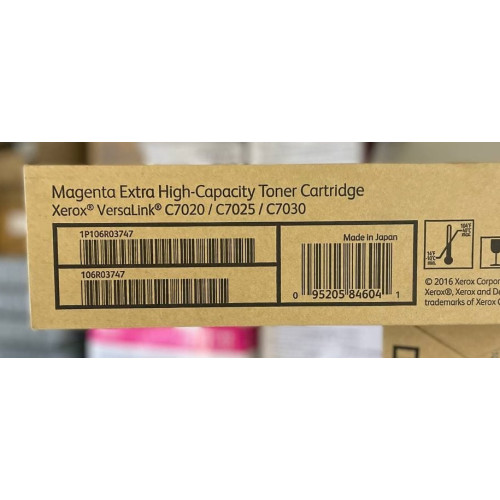 Magenta Extra High-Capacity Toner Cartridge
Xerox® VersaLink® C7020 / C7025 / C7030
1P106R03747
106R03747
Made in Japan
0 95205 84604 1
© 2016 Xerox Corpor
Xerox®, Xerox and De
trademarks of Xerox C